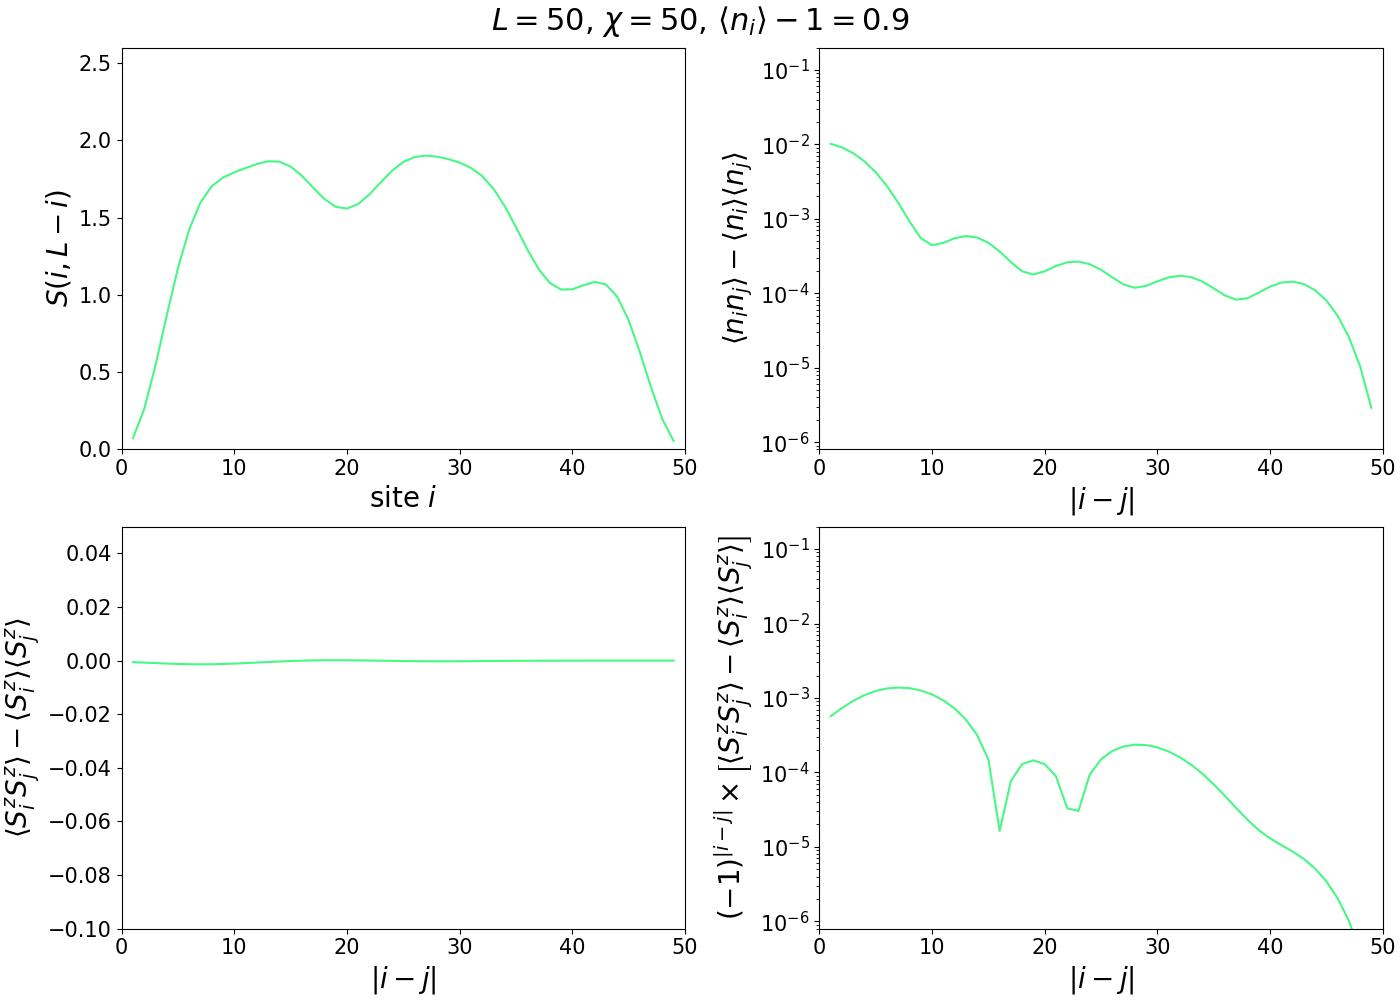 L = 50, χ = 50, ⟨n_i⟩ − 1 = 0.9
2.5
2.0
1.5
1.0
0.5
0.0
S(i, L − i)
0 10 20 30 40 50
site i
10⁻¹
10⁻²
10⁻³
10⁻⁴
10⁻⁵
10⁻⁶
⟨n_i n_j⟩ − ⟨n_i⟩⟨n_j⟩
0 10 20 30 40 50
|i − j|
0.04
0.02
0.00
−0.02
−0.04
−0.06
−0.08
−0.10
⟨S_i^z S_j^z⟩ − ⟨S_i^z⟩⟨S_j^z⟩
0 10 20 30 40 50
|i − j|
10⁻¹
10⁻²
10⁻³
10⁻⁴
10⁻⁵
10⁻⁶
(−1)^{|i−j|} × [⟨S_i^z S_j^z⟩ − ⟨S_i^z⟩⟨S_j^z⟩]
0 10 20 30 40 50
|i − j|